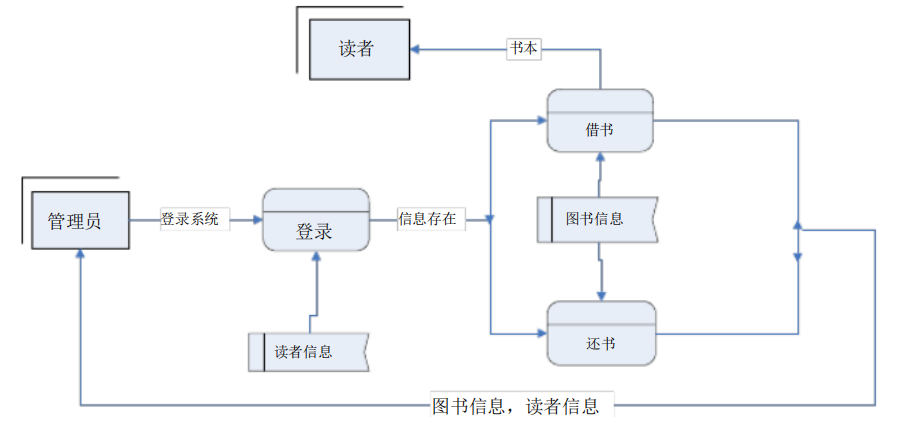 读者
书本
借书
管理员
登录系统
登录
信息存在
图书信息
读者信息
还书
图书信息，读者信息